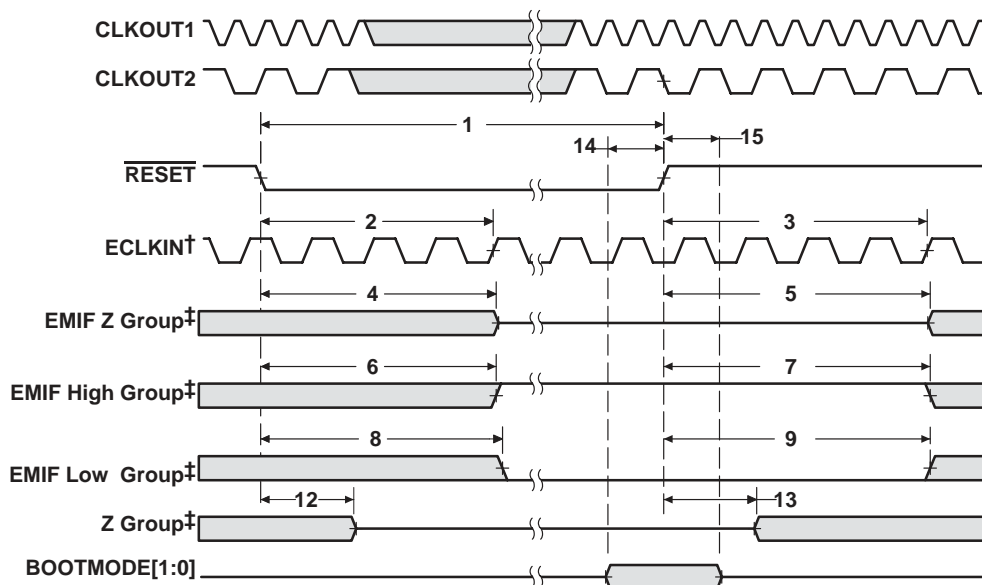 CLKOUT1
CLKOUT2
1
14
15
RESET
2
3
ECLKIN†
4
5
EMIF Z Group‡
6
7
EMIF High Group‡
8
9
EMIF Low Group‡
12
13
Z Group‡
BOOTMODE[1:0]